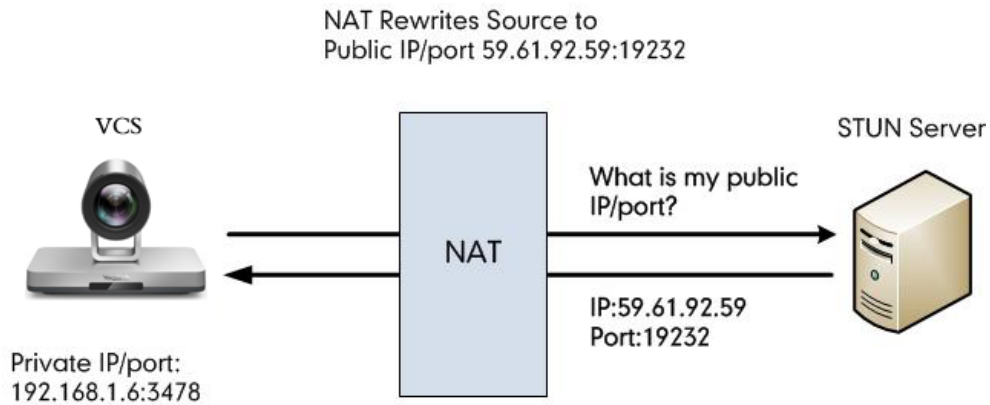 NAT Rewrites Source to
Public IP/port 59.61.92.59:19232
VCS
STUN Server
What is my public
IP/port?
NAT
IP:59.61.92.59
Port:19232
Private IP/port:
192.168.1.6:3478